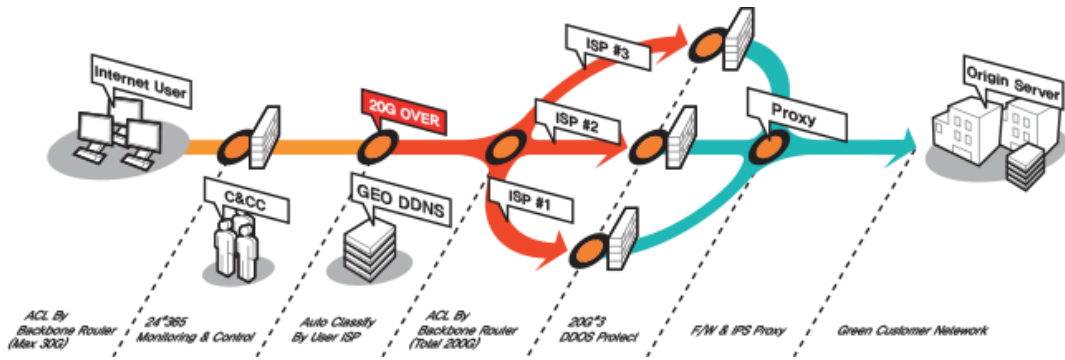 Internet User
C&CC
20G OVER
GEO DDNS
ISP #3
ISP #2
ISP #1
Proxy
Origin Server
ACL By
Backbone Router
(Max 30G)
24*365
Monitoring & Control
Auto Classify
By User ISP
ACL By
Backbone Router
(Total 200G)
20G*3
DDOS Protect
F/W & IPS Proxy
Green Customer Netework